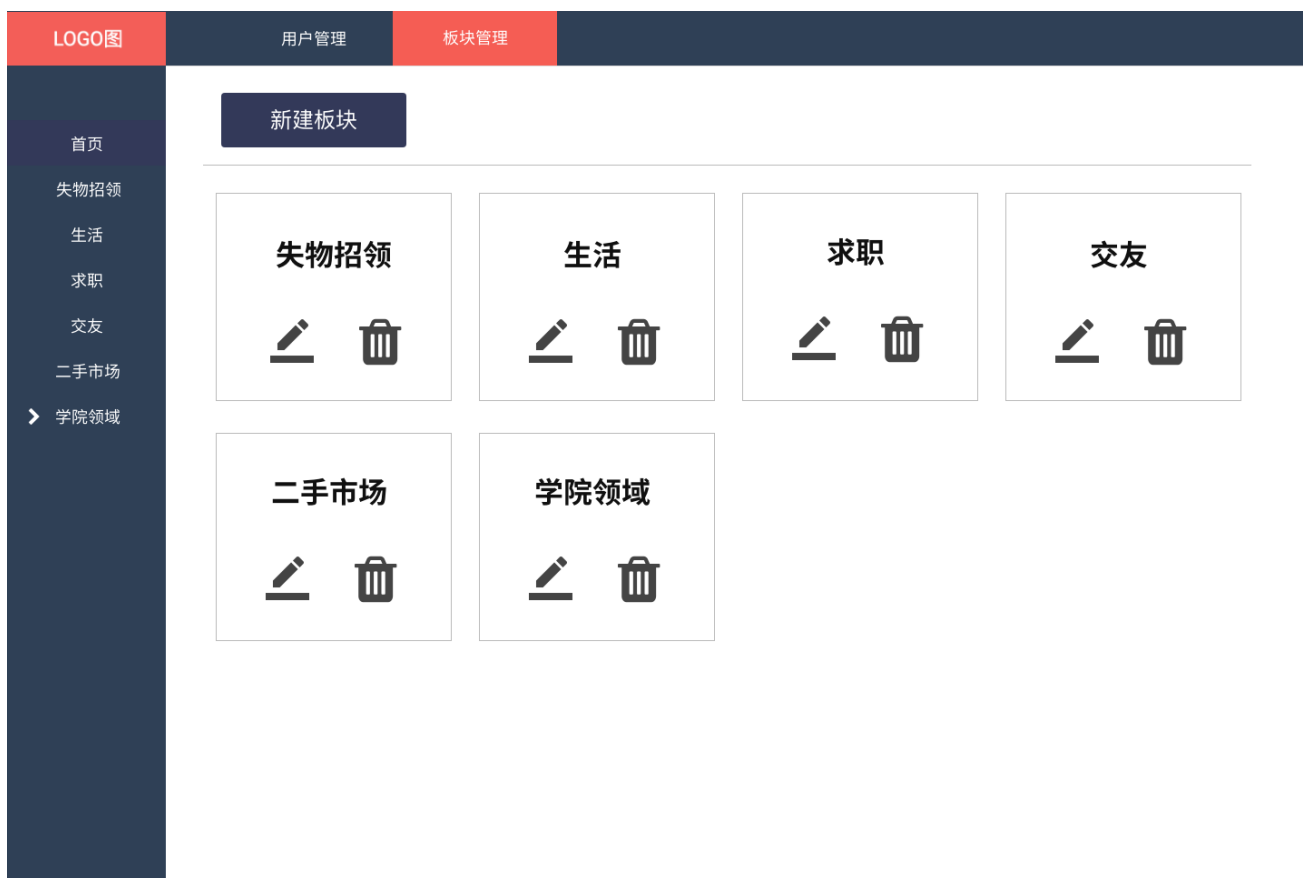 LOGO图
用户管理
板块管理
首页
失物招领
生活
求职
交友
二手市场
学院领域
新建板块
失物招领
生活
求职
交友
二手市场
学院领域